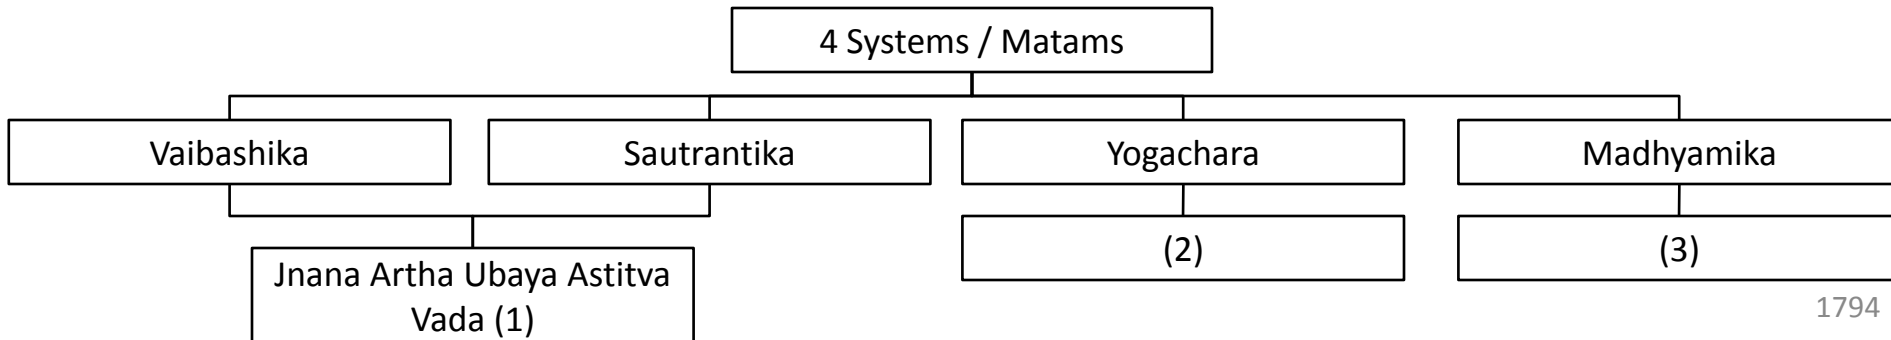 4 Systems / Matams
Vaibashika
Sautrantika
Yogachara
Madhyamika
Jnana Artha Ubaya Astitva
Vada (1)
(2)
(3)
1794